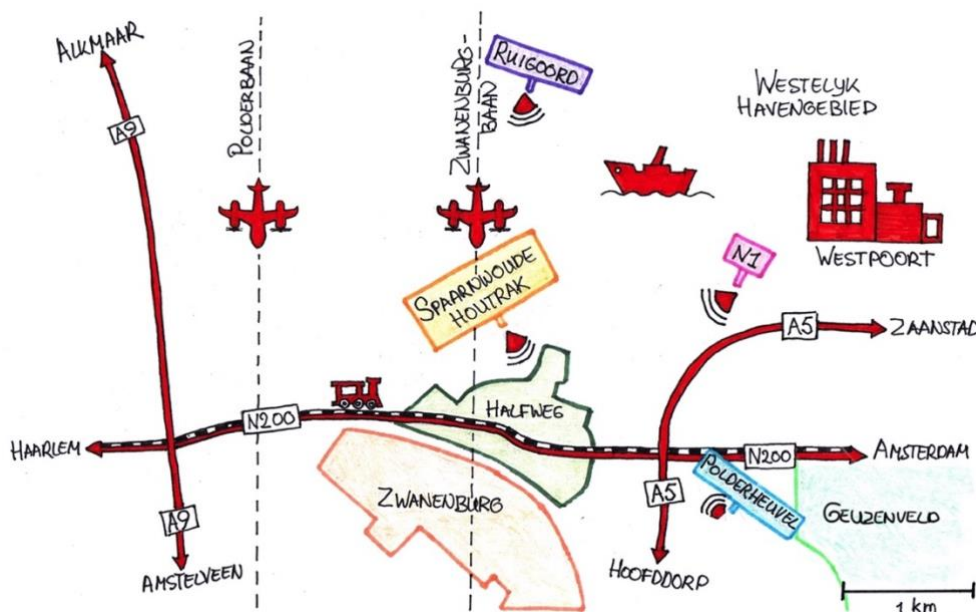 ALKMAAR
A9
POLDERBAAN
ZWANENBURG-
BAAN
RUIGOORD
WESTELYK
HAVENGEBIED
WESTPOORT
N1
SPAARNWOUDE
HOUTRAK
A5
ZAANSTAD
HALFWEG
N200
HAARLEM
N200
AMSTERDAM
POLDERHEUVEL
ZWANENBURG
A5
GEUZENVELD
A9
AMSTELVEEN
HOOFDDORP
1 km